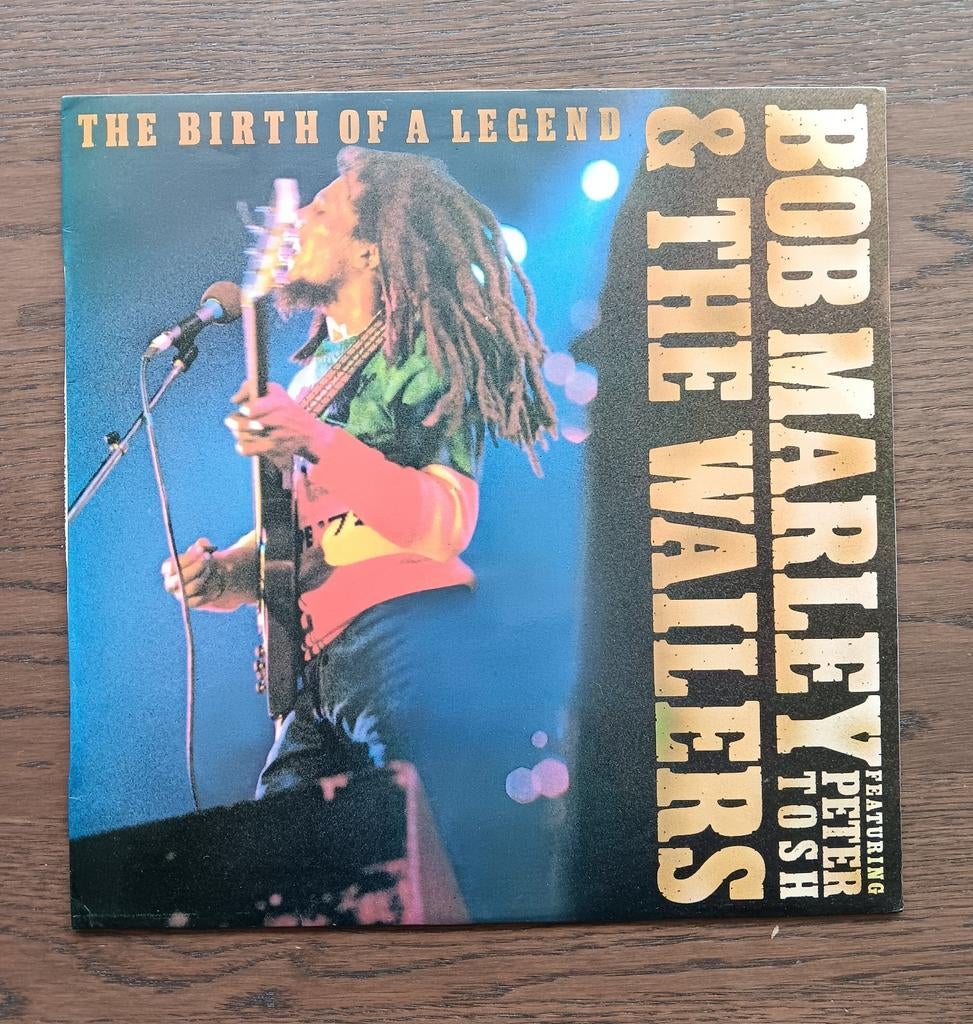 THE BIRTH OF A LEGEND
BOB MARLEY
FEATURING
PETER
TOSH
& THE WAILERS